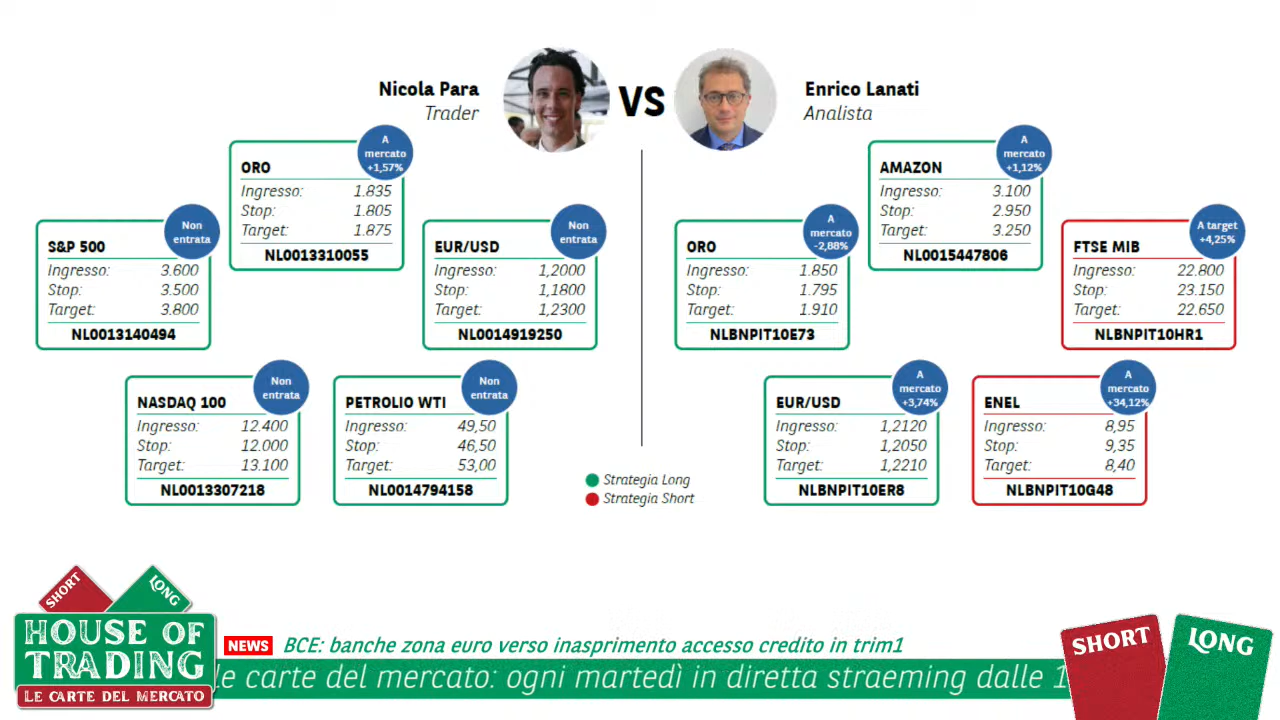 Nicola Para
Trader
VS
Enrico Lanati
Analista
ORO
A mercato +1,57%
Ingresso: 1.835
Stop: 1.805
Target: 1.875
NL0013310055
S&P 500
Non entrata
Ingresso: 3.600
Stop: 3.500
Target: 3.800
NL0013140494
EUR/USD
Non entrata
Ingresso: 1,2000
Stop: 1,1800
Target: 1,2300
NL0014919250
NASDAQ 100
Non entrata
Ingresso: 12.400
Stop: 12.000
Target: 13.100
NL0013307218
PETROLIO WTI
Non entrata
Ingresso: 49,50
Stop: 46,50
Target: 53,00
NL0014794158
AMAZON
A mercato +1,12%
Ingresso: 3.100
Stop: 2.950
Target: 3.250
NL0015447806
ORO
A mercato -2,88%
Ingresso: 1.850
Stop: 1.795
Target: 1.910
NLBNPIT10E73
FTSE MIB
A target +4,25%
Ingresso: 22.800
Stop: 23.150
Target: 22.650
NLBNPIT10HR1
EUR/USD
A mercato +3,74%
Ingresso: 1,2120
Stop: 1,2050
Target: 1,2210
NLBNPIT10ER8
ENEL
A mercato +34,12%
Ingresso: 8,95
Stop: 9,35
Target: 8,40
NLBNPIT10G48
Strategia Long
Strategia Short
SHORT
LONG
HOUSE OF
TRADING
LE CARTE DEL MERCATO
NEWS BCE: banche zona euro verso inasprimento accesso credito in trim1
le carte del mercato: ogni martedì in diretta straeming dalle 1
SHORT
LONG